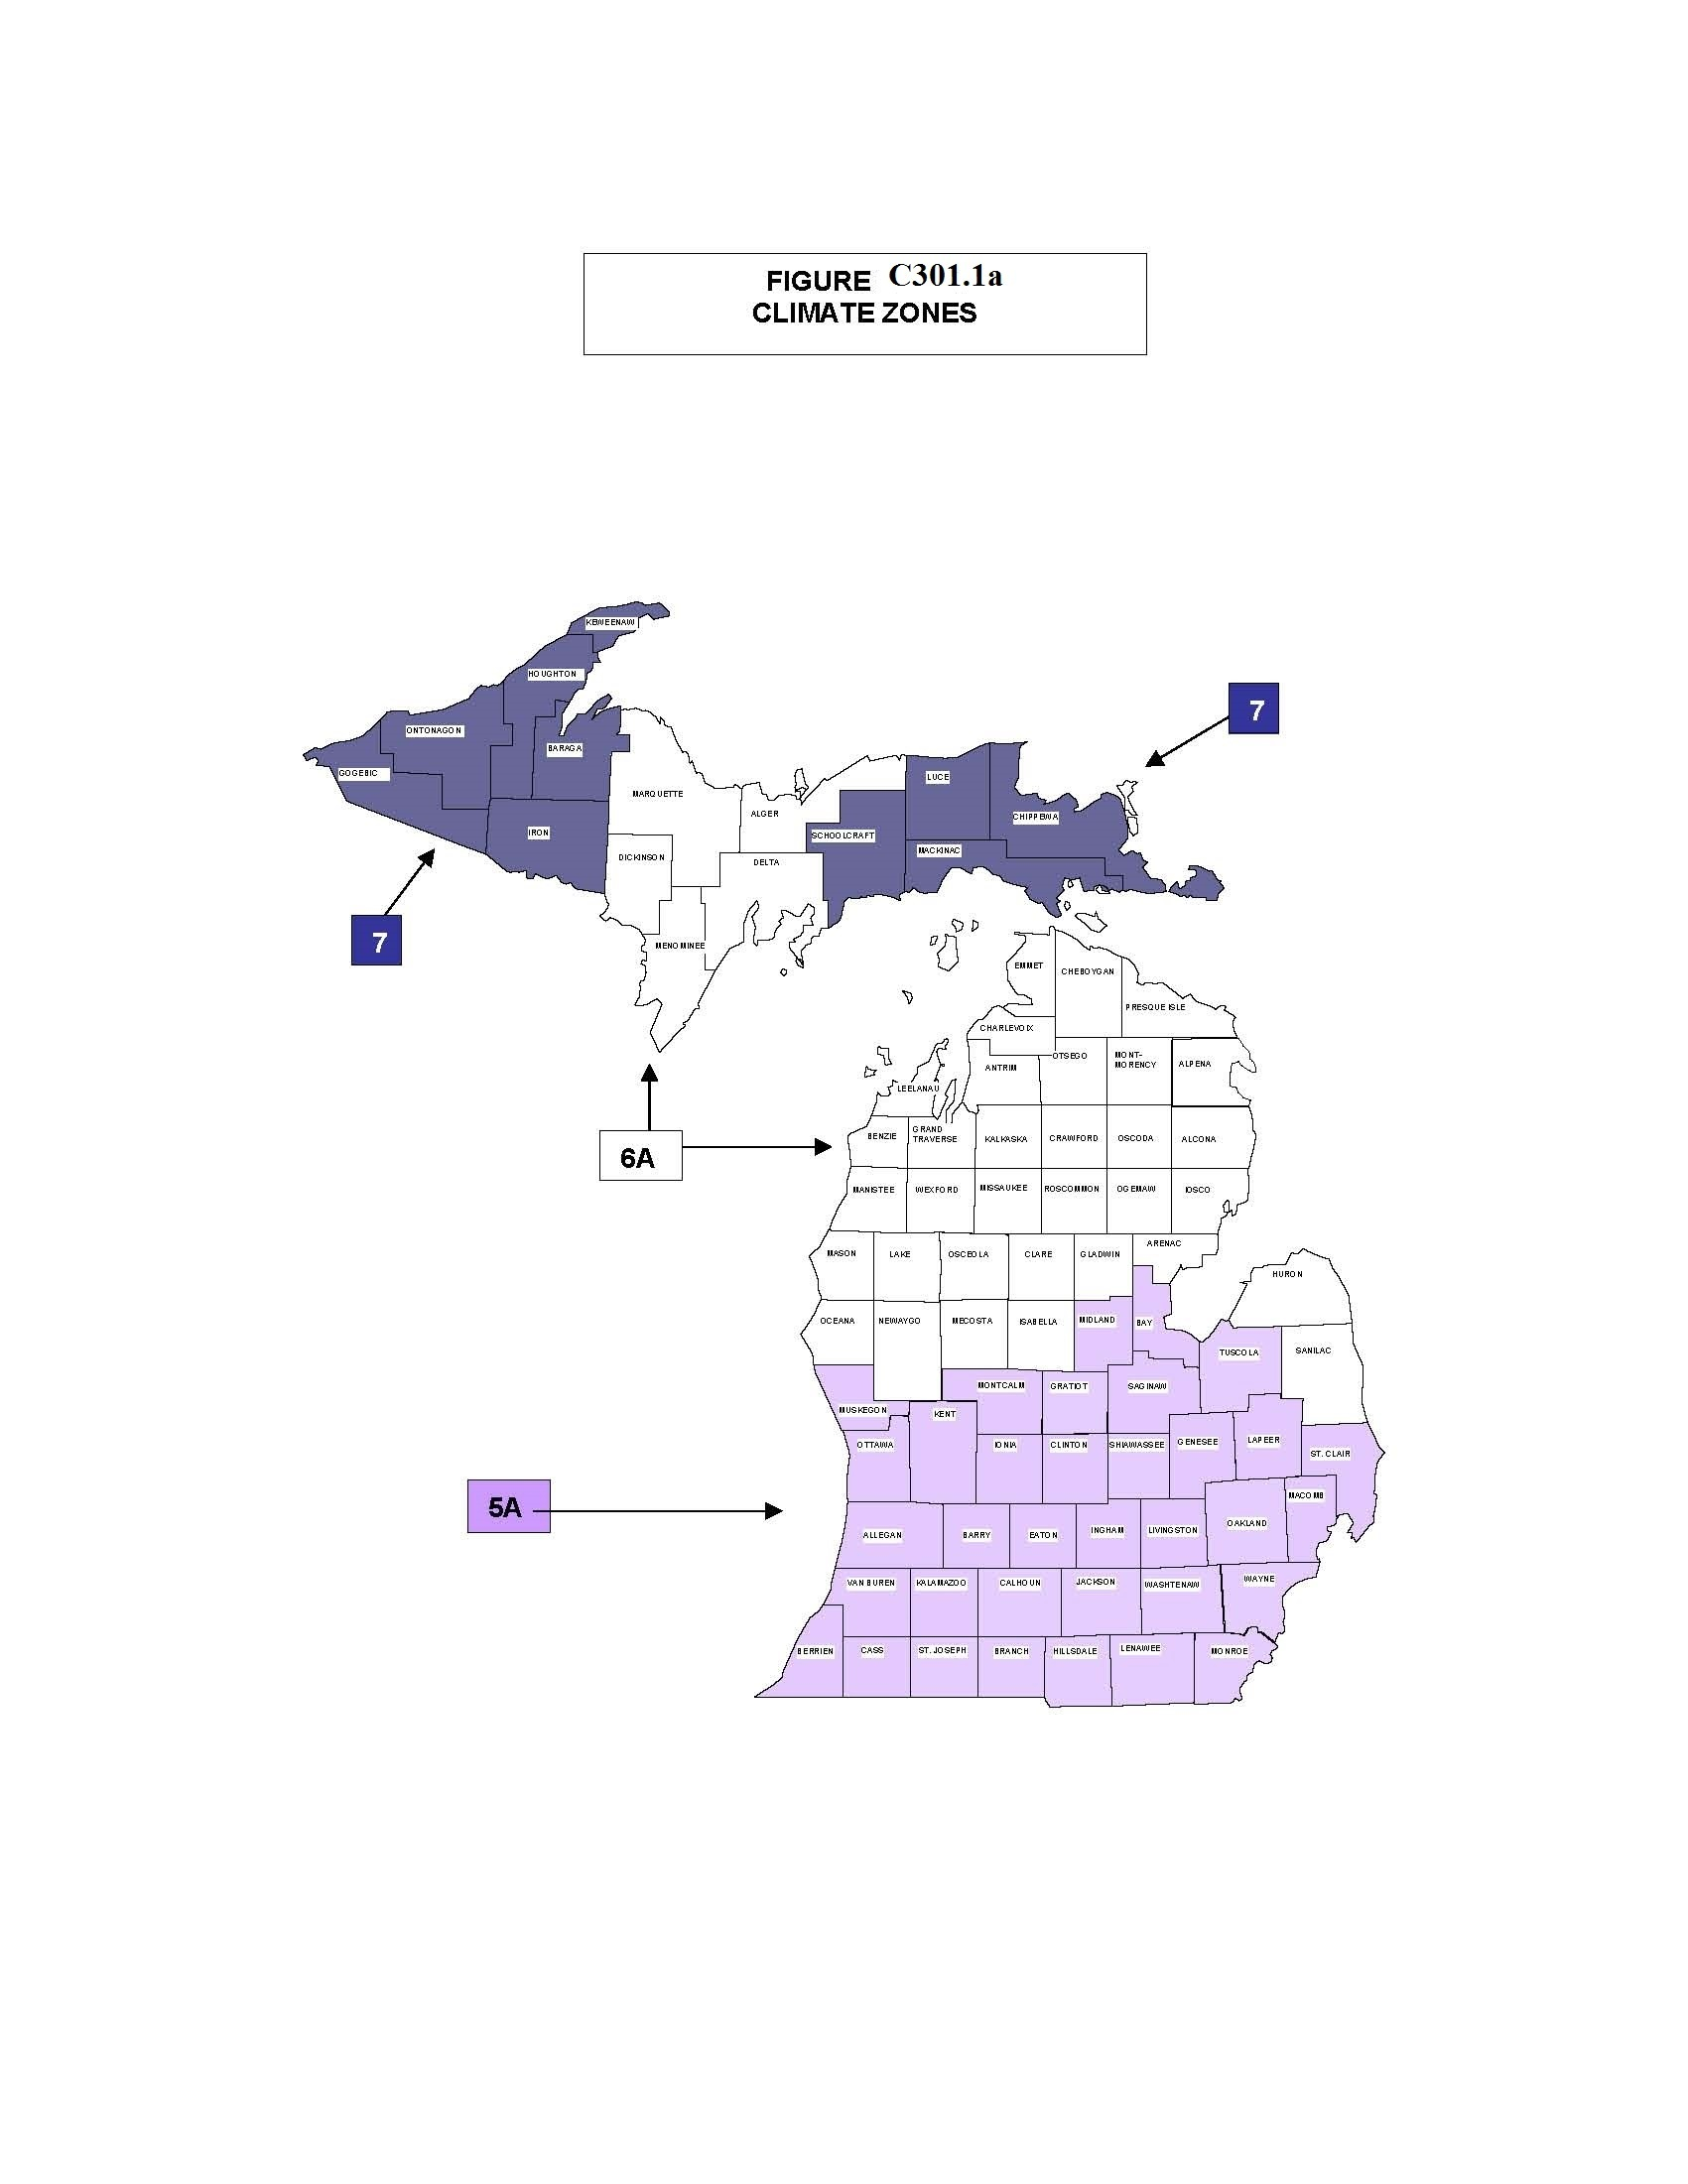 FIGURE C301.1a
CLIMATE ZONES
KEWEENAW
HOUGHTON
7
ONTONAGON
BARAGA
GOGEBIC
LUCE
MARQUETTE
ALGER
CHIPPEWA
IRON
SCHOOLCRAFT
MACKINAC
DICKINSON
DELTA
7
MENOMINEE
EMMET
CHEBOYGAN
PRESQUE ISLE
CHARLEVOIX
OTSEGO
MONT-
MORENCY
ALPENA
ANTRIM
LEELANAU
BENZIE
GRAND
TRAVERSE
KALKASKA
CRAWFORD
OSCODA
ALCONA
6A
MANISTEE
WEXFORD
MISSAUKEE
ROSCOMMON
OGEMAW
IOSCO
ARENAC
MASON
LAKE
OSCEOLA
CLARE
GLADWIN
HURON
OCEANA
NEWAYGO
MECOSTA
ISABELLA
MIDLAND
BAY
TUSCOLA
SANILAC
MONTCALM
GRATIOT
SAGINAW
MUSKEGON
KENT
OTTAWA
IONIA
CLINTON
SHIAWASSEE
GENESEE
LAPEER
ST. CLAIR
MACOMB
5A
ALLEGAN
BARRY
EATON
INGHAM
LIVINGSTON
OAKLAND
VAN BUREN
KALAMAZOO
CALHOUN
JACKSON
WASHTENAW
WAYNE
BERRIEN
CASS
ST. JOSEPH
BRANCH
HILLSDALE
LENAWEE
MONROE